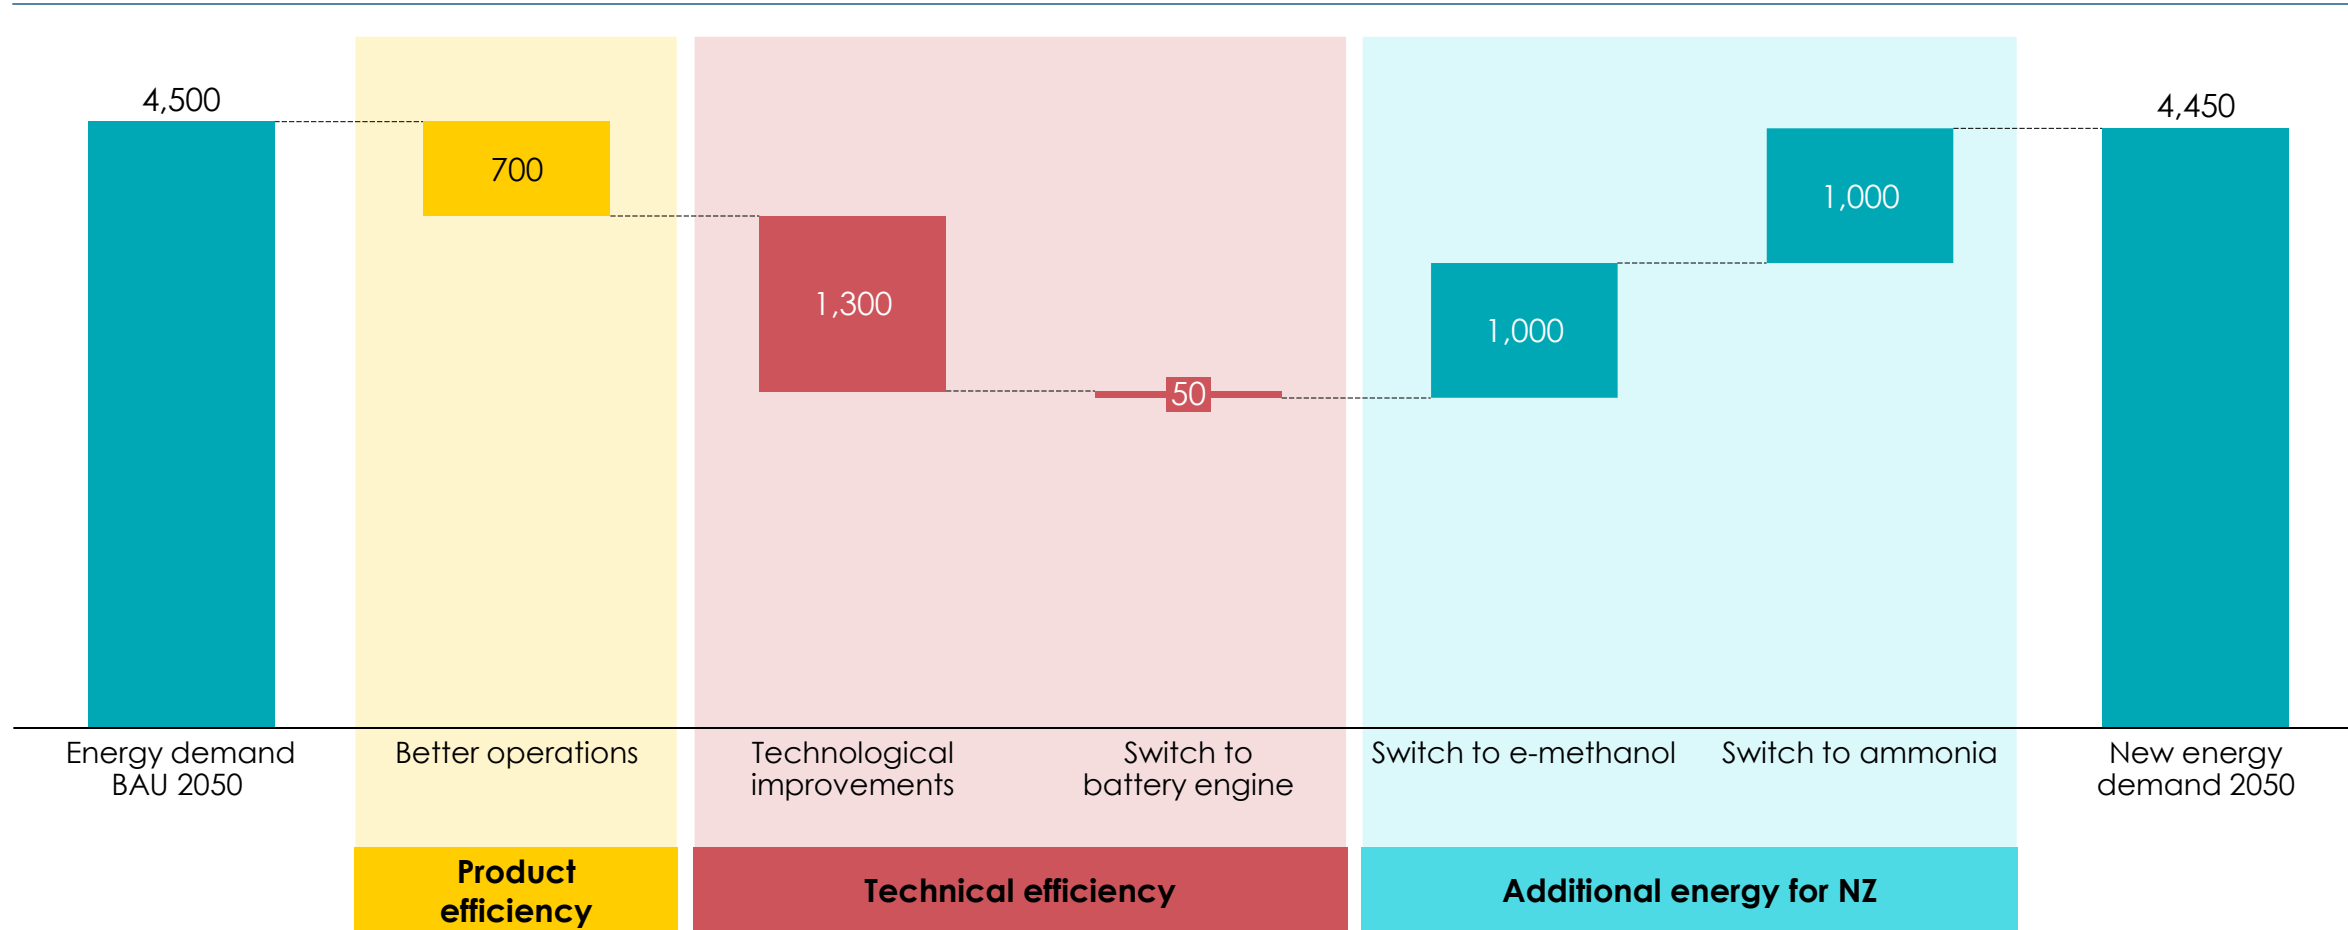 4,500
700
1,300
50
1,000
1,000
4,450
Energy demand
BAU 2050
Better operations
Technological
improvements
Switch to
battery engine
Switch to e-methanol
Switch to ammonia
New energy
demand 2050
Product
efficiency
Technical efficiency
Additional energy for NZ